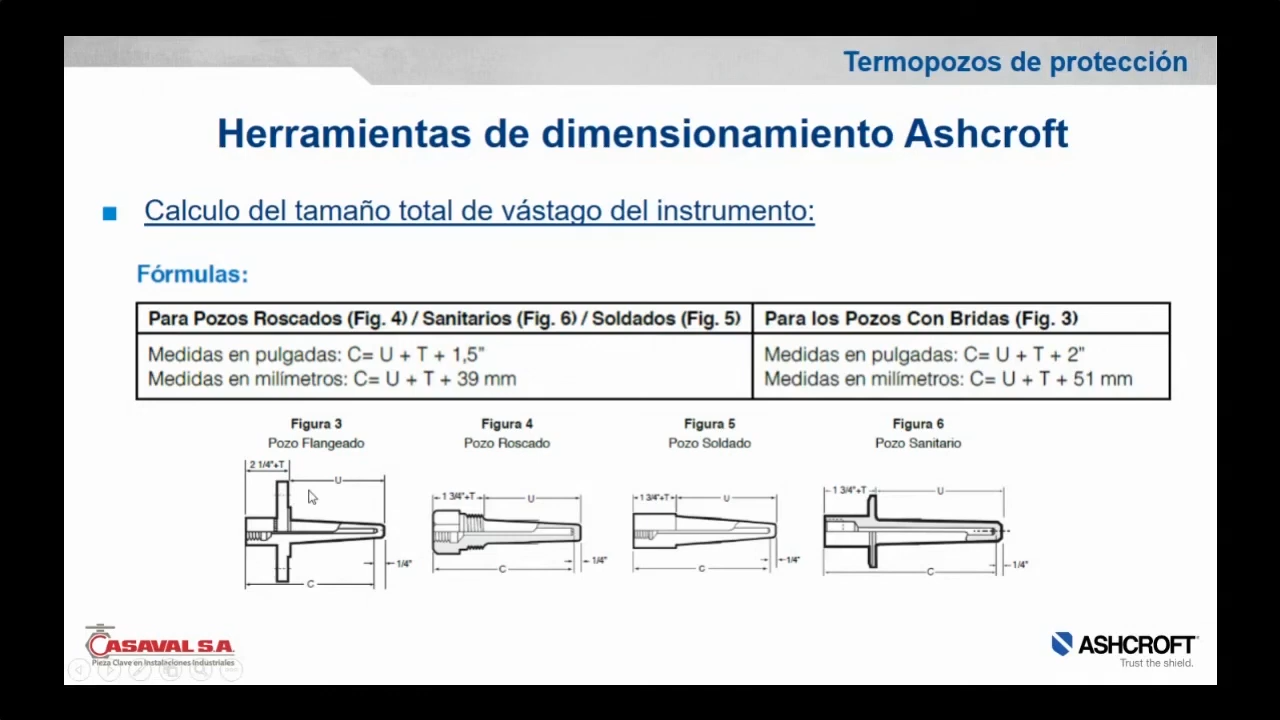 Termopozos de protección
Herramientas de dimensionamiento Ashcroft
Calculo del tamaño total de vástago del instrumento:
Fórmulas:
Para Pozos Roscados (Fig. 4) / Sanitarios (Fig. 6) / Soldados (Fig. 5)
Para los Pozos Con Bridas (Fig. 3)
Medidas en pulgadas: C= U + T + 1,5"
Medidas en milímetros: C= U + T + 39 mm
Medidas en pulgadas: C= U + T + 2"
Medidas en milímetros: C= U + T + 51 mm
Figura 3
Pozo Flangeado
2 1/4"+T
U
1/4"
C
Figura 4
Pozo Roscado
1 3/4"+T
U
1/4"
C
Figura 5
Pozo Soldado
1 3/4"+T
U
1/4"
C
Figura 6
Pozo Sanitario
1 3/4"+T
U
1/4"
C
CASAVAL S.A.
Pieza Clave en Instalaciones Industriales
ASHCROFT
Trust the shield.